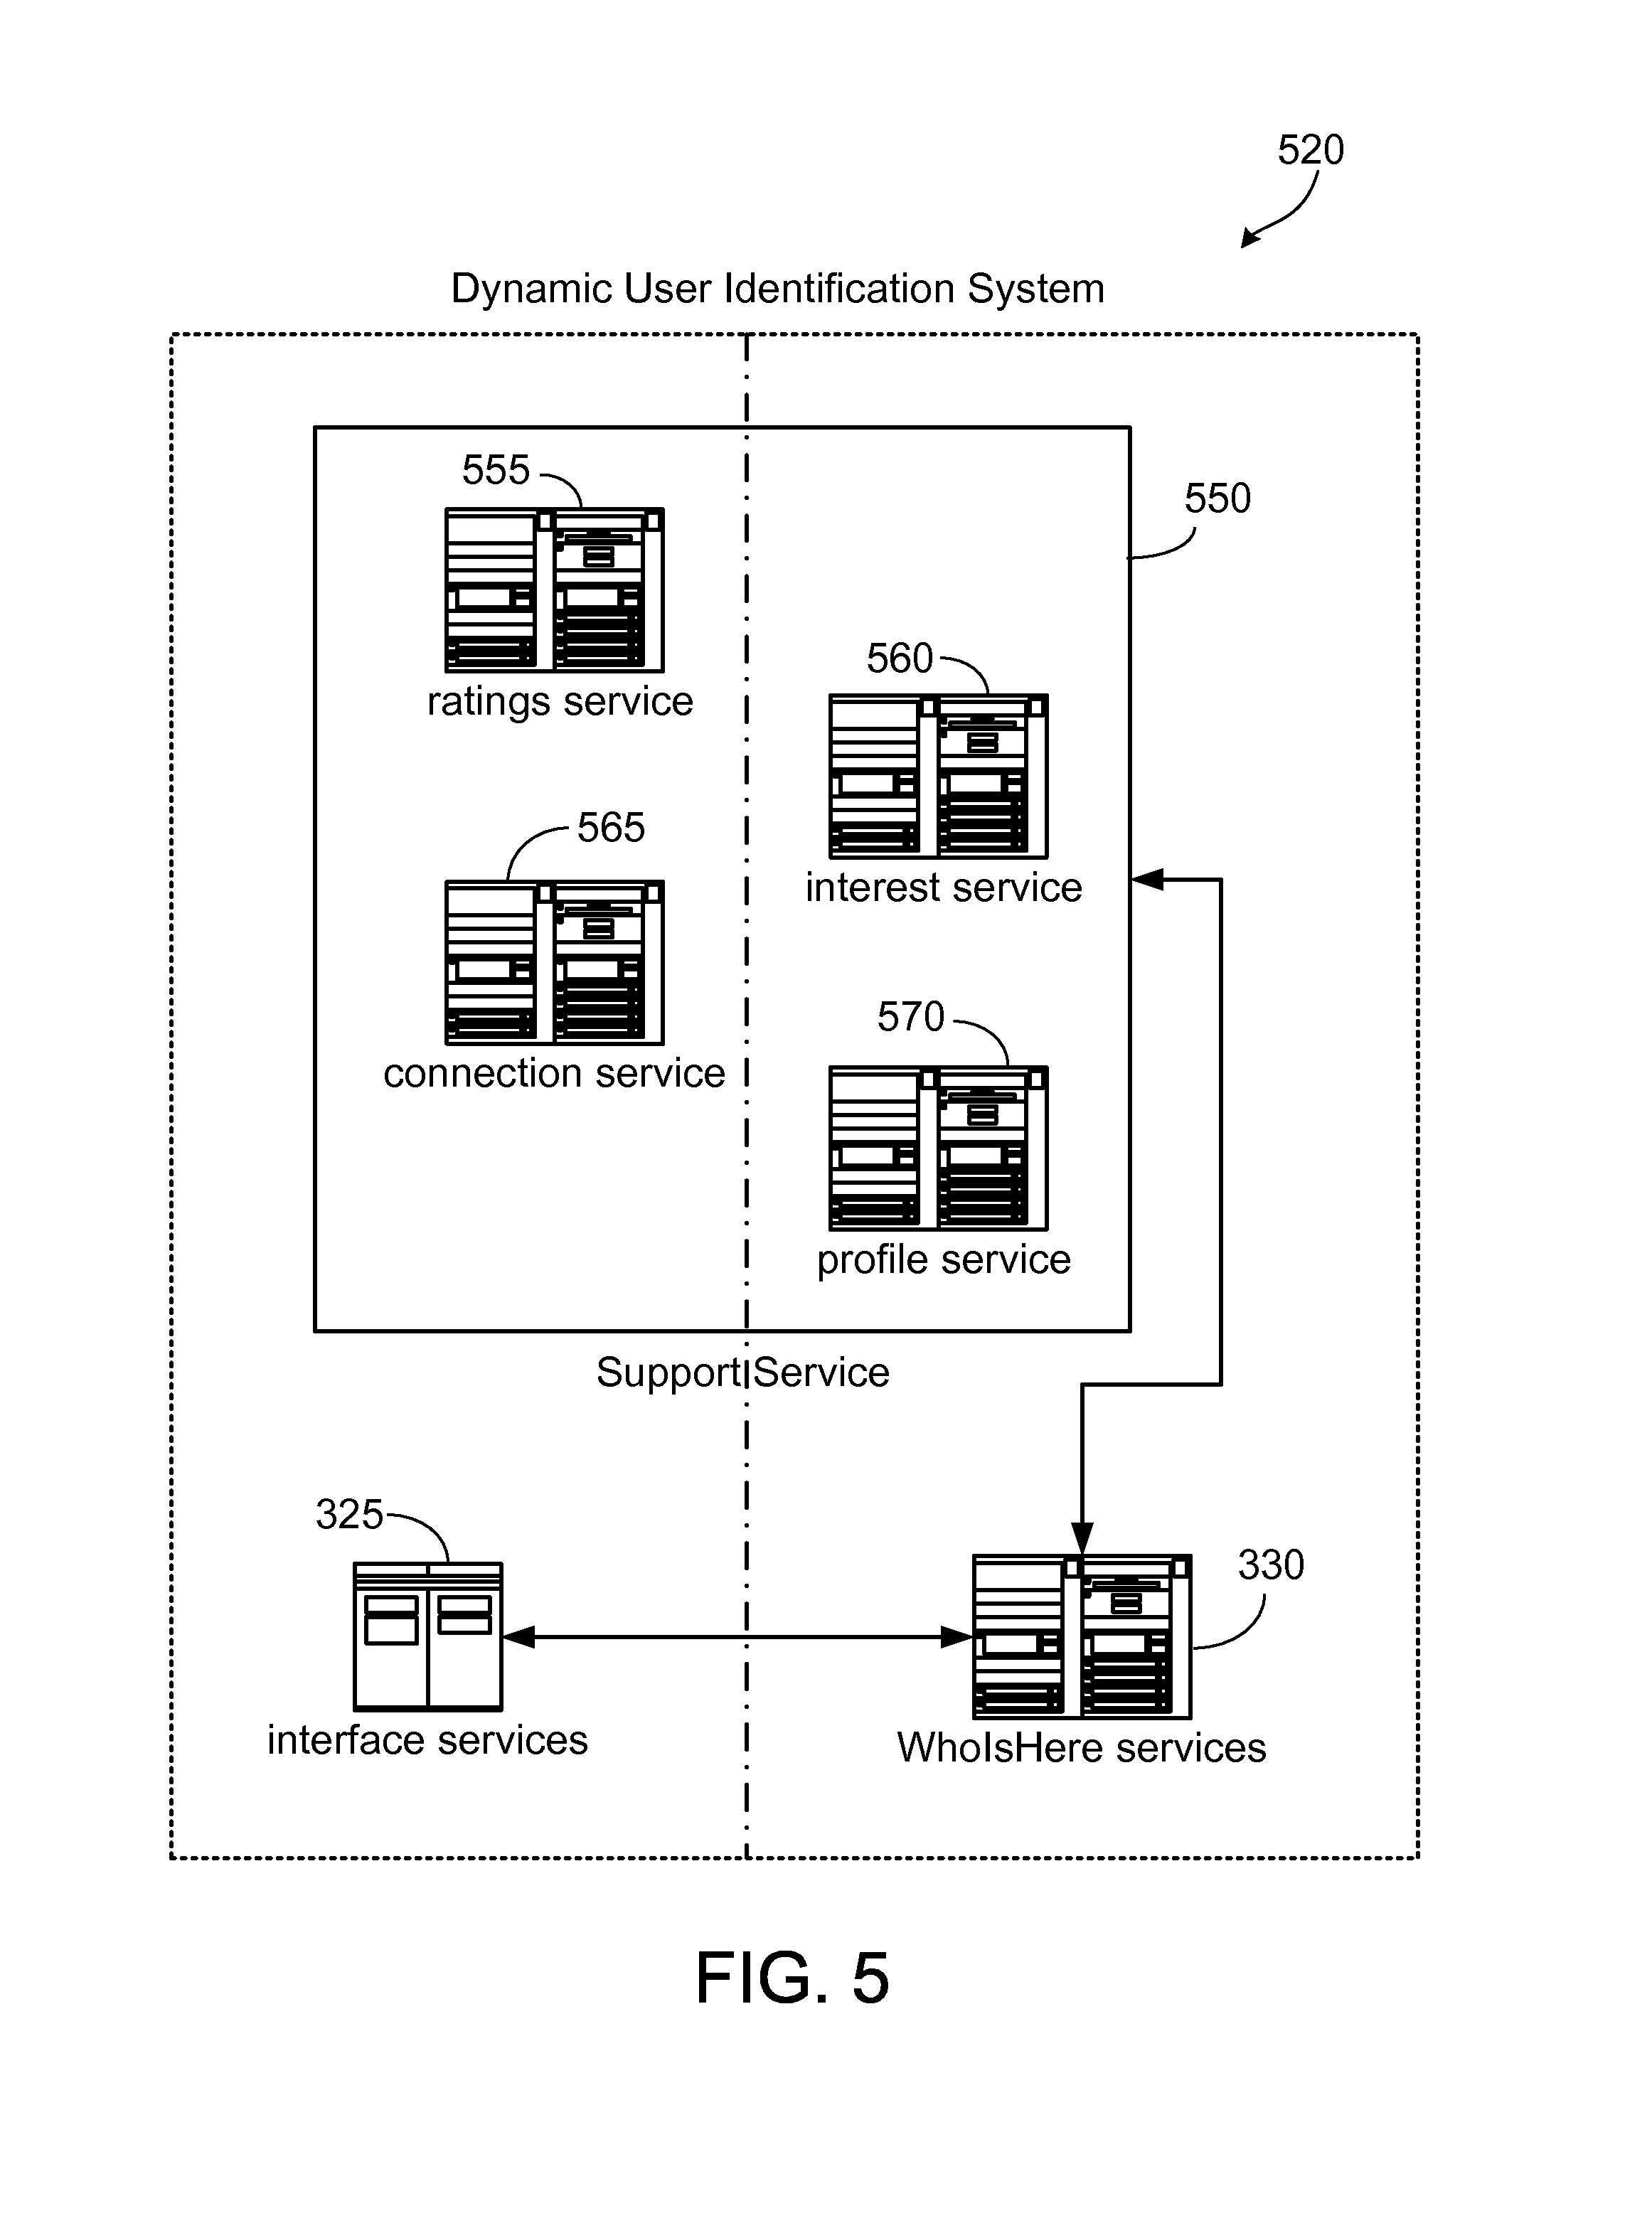 520
Dynamic User Identification System
555
550
ratings service
560
565
interest service
570
connection service
profile service
Support Service
325
330
interface services
WhoIsHere services
FIG. 5